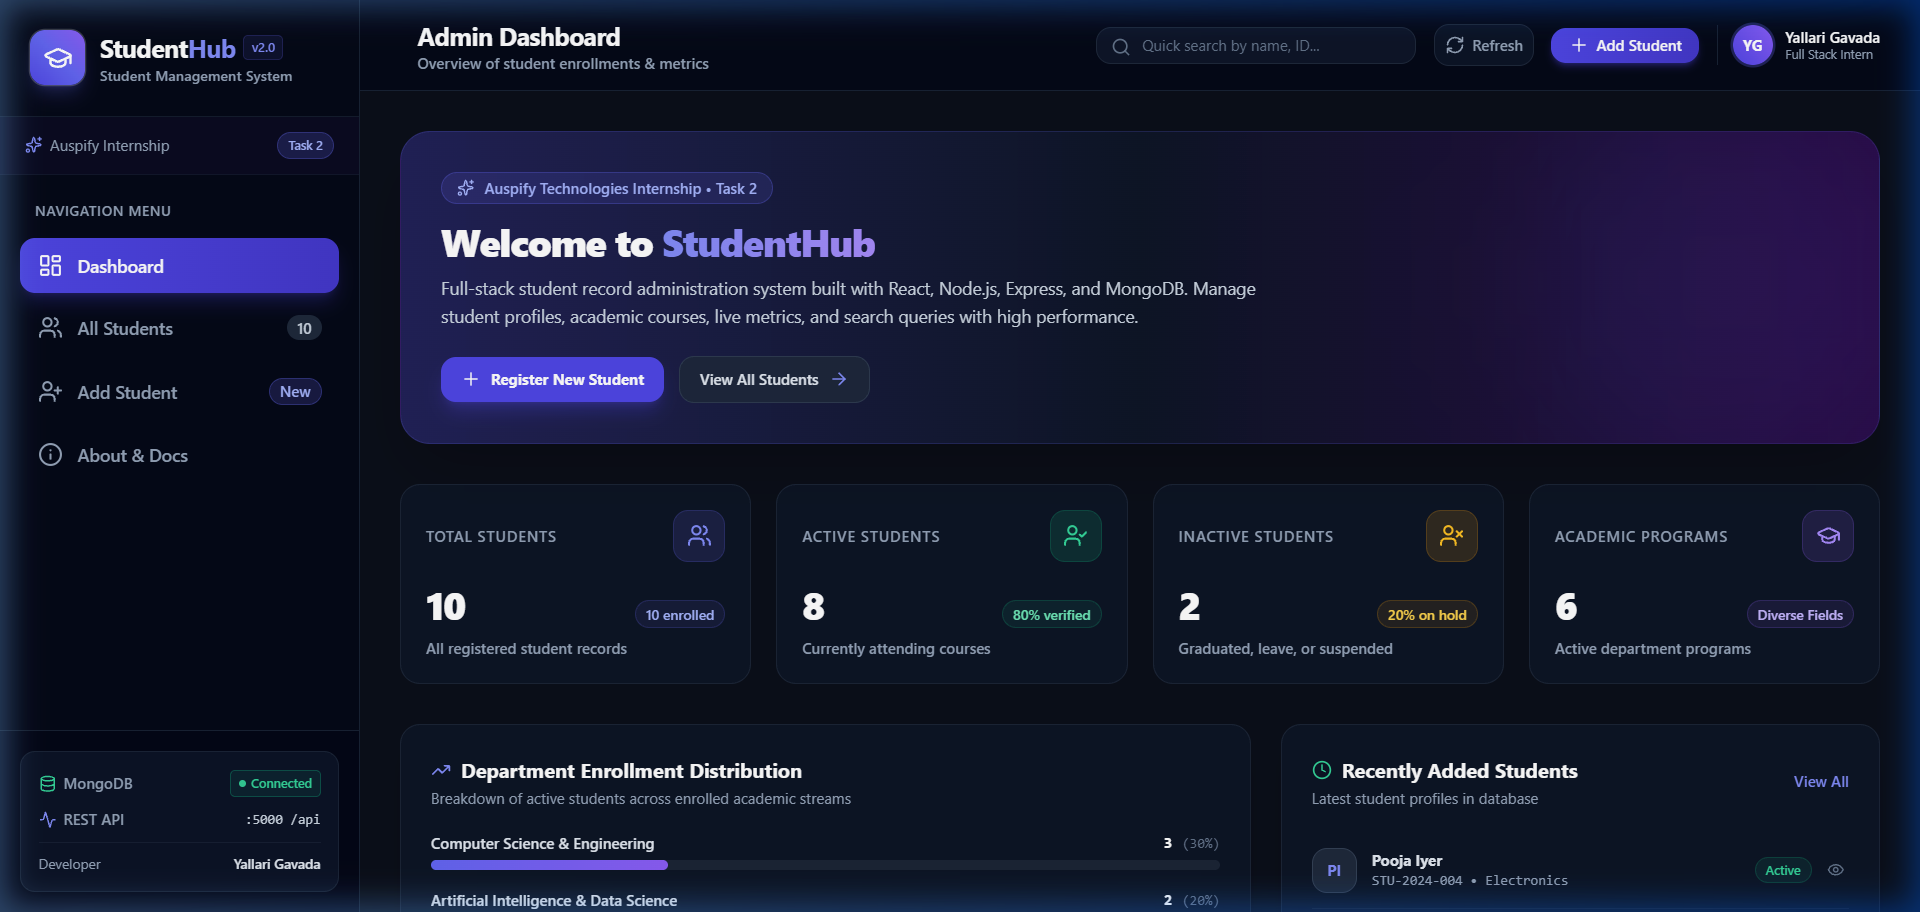 StudentHub v2.0
Student Management System
Auspify Internship Task 2
NAVIGATION MENU
Dashboard
All Students 10
Add Student New
About & Docs
MongoDB Connected
REST API :5000 /api
Developer Yallari Gavada
Admin Dashboard
Overview of student enrollments & metrics
Quick search by name, ID...
Refresh
Add Student
YG
Yallari Gavada
Full Stack Intern
Auspify Technologies Internship • Task 2
Welcome to StudentHub
Full-stack student record administration system built with React, Node.js, Express, and MongoDB. Manage
student profiles, academic courses, live metrics, and search queries with high performance.
Register New Student
View All Students
TOTAL STUDENTS
10
10 enrolled
All registered student records
ACTIVE STUDENTS
8
80% verified
Currently attending courses
INACTIVE STUDENTS
2
20% on hold
Graduated, leave, or suspended
ACADEMIC PROGRAMS
6
Diverse Fields
Active department programs
Department Enrollment Distribution
Breakdown of active students across enrolled academic streams
Computer Science & Engineering 3 (30%)
Artificial Intelligence & Data Science 2 (20%)
Recently Added Students
View All
Latest student profiles in database
PI
Pooja Iyer
STU-2024-004 • Electronics
Active